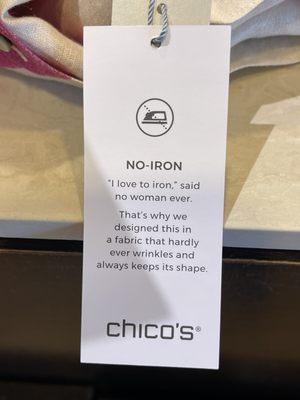 NO-IRON
“I love to iron,” said
no woman ever.
That’s why we
designed this in
a fabric that hardly
ever wrinkles and
always keeps its shape.
chico's®